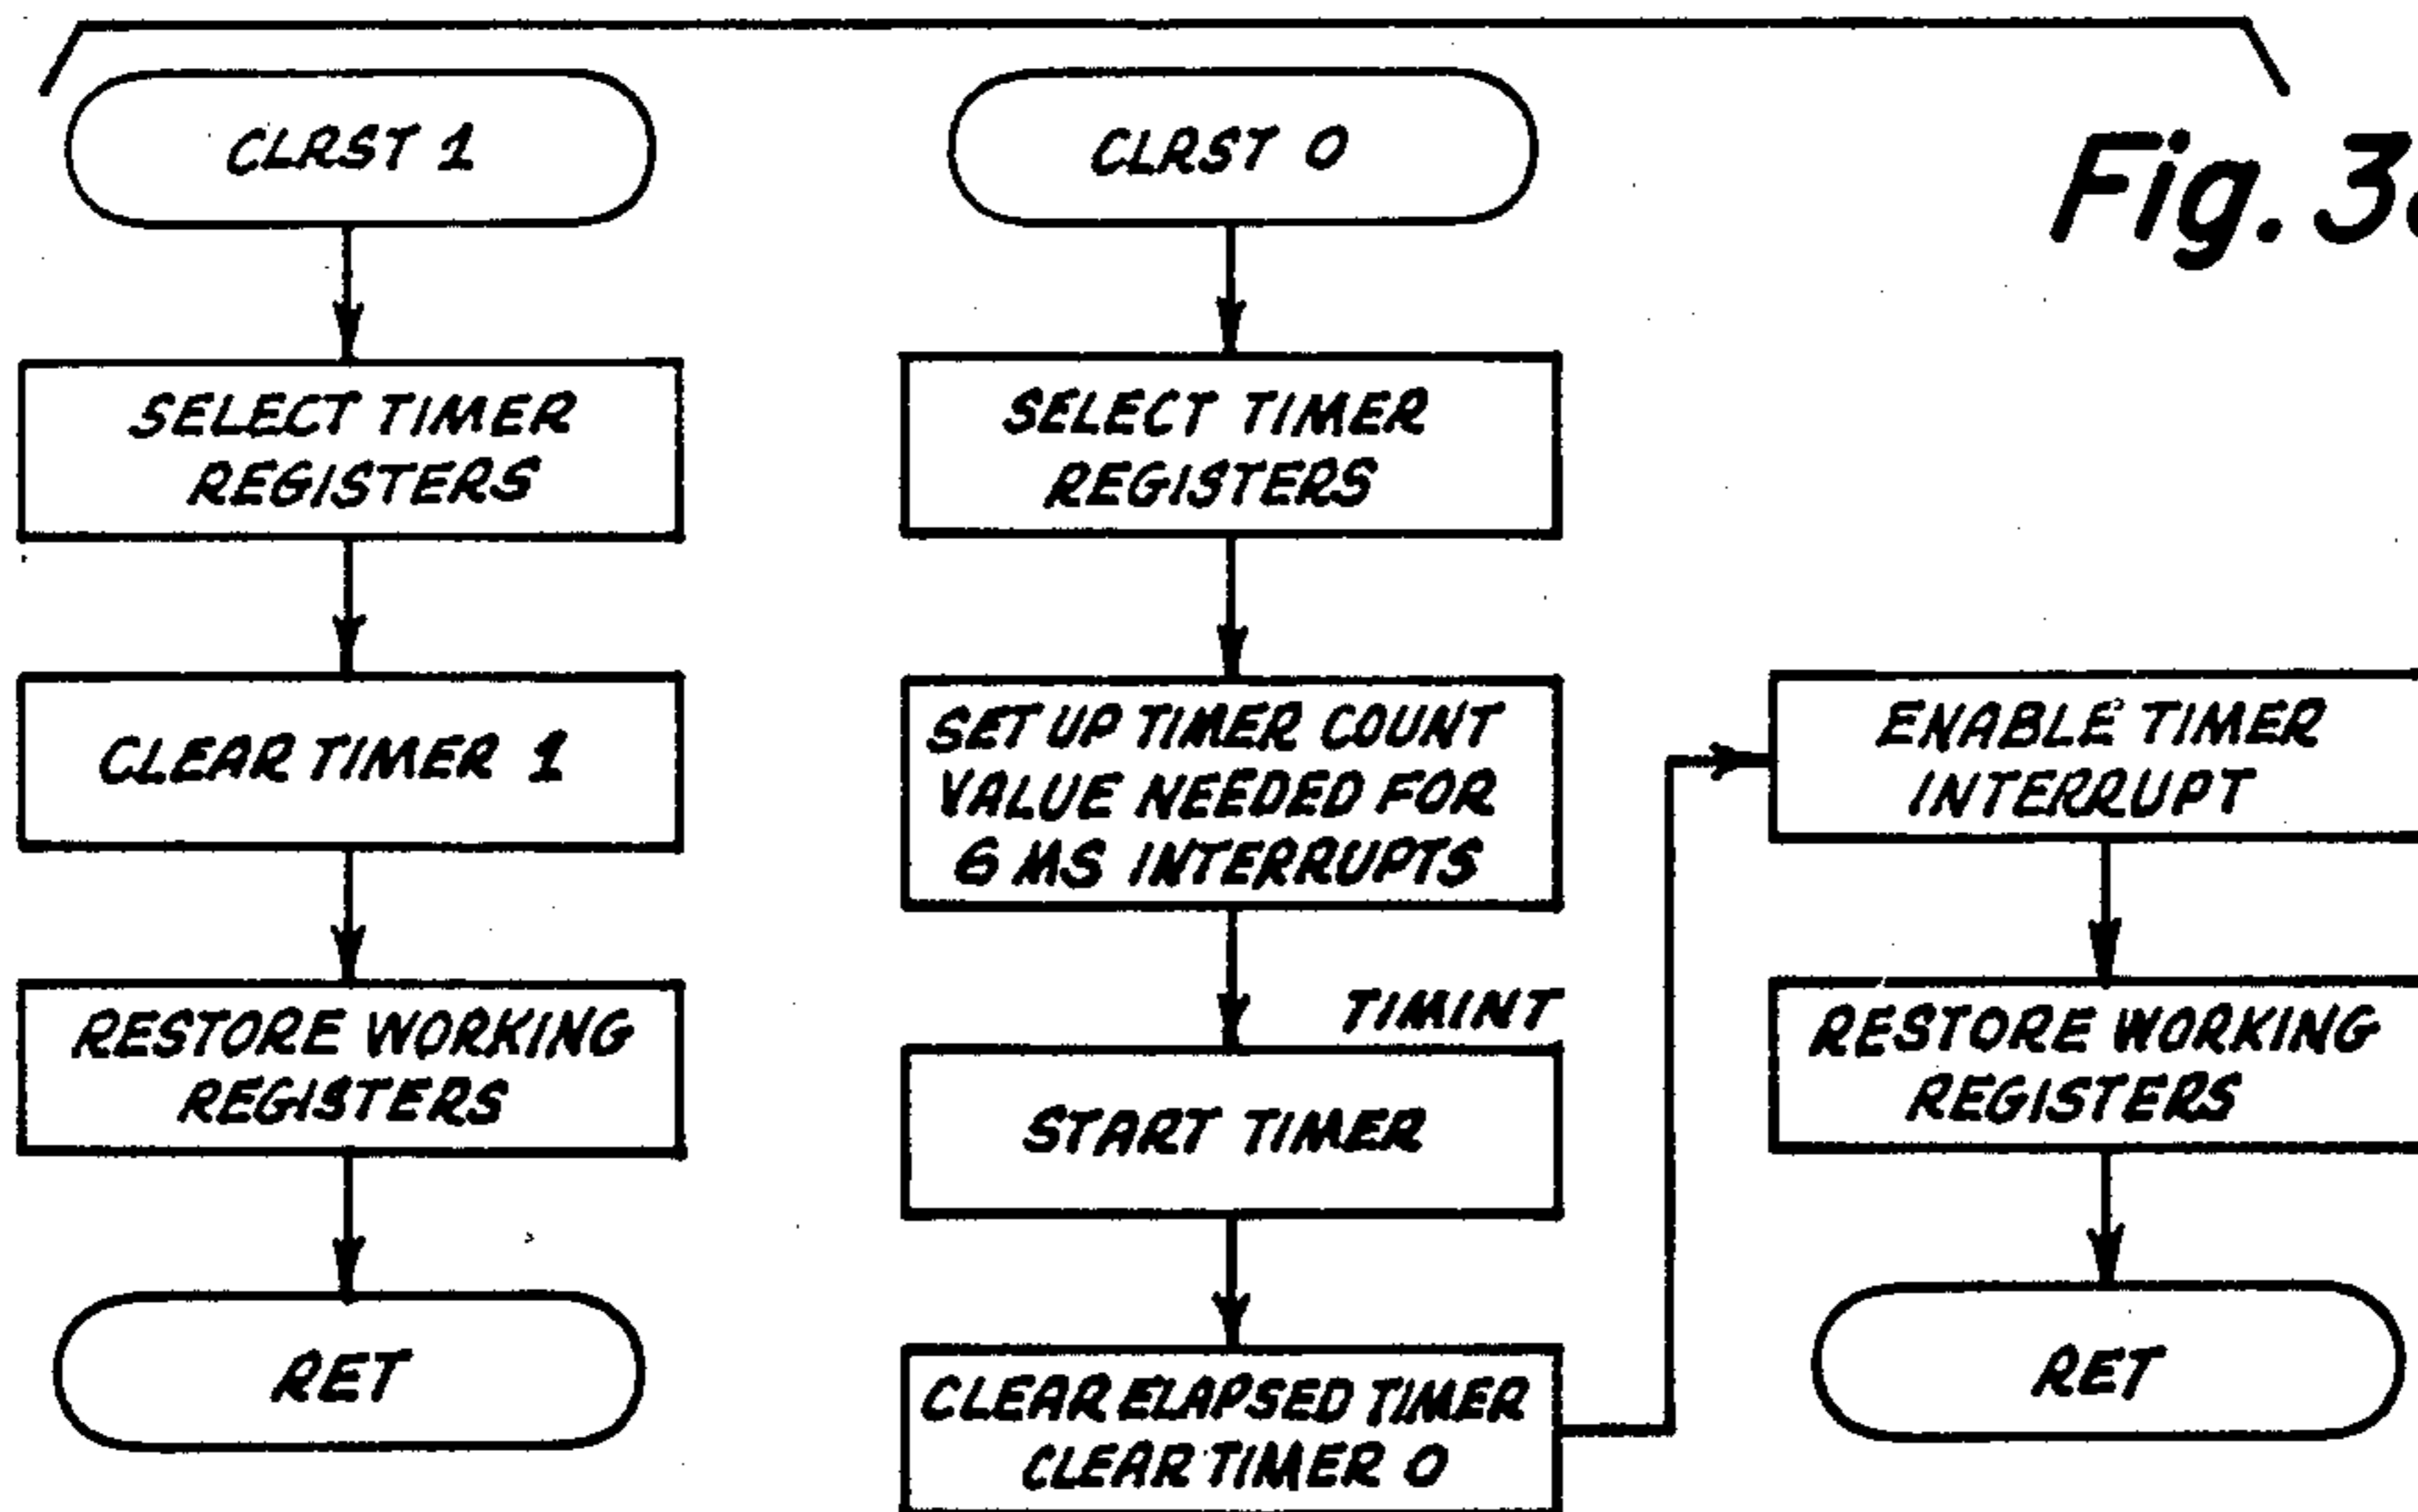 CLRST 1
SELECT TIMER
REGISTERS
CLEAR TIMER 1
RESTORE WORKING
REGISTERS
RET
CLRST 0
SELECT TIMER
REGISTERS
SET UP TIMER COUNT
VALUE NEEDED FOR
6 MS INTERRUPTS
TIMINT
START TIMER
CLEAR ELAPSED TIMER
CLEAR TIMER 0
ENABLE TIMER
INTERRUPT
RESTORE WORKING
REGISTERS
RET
Fig. 3